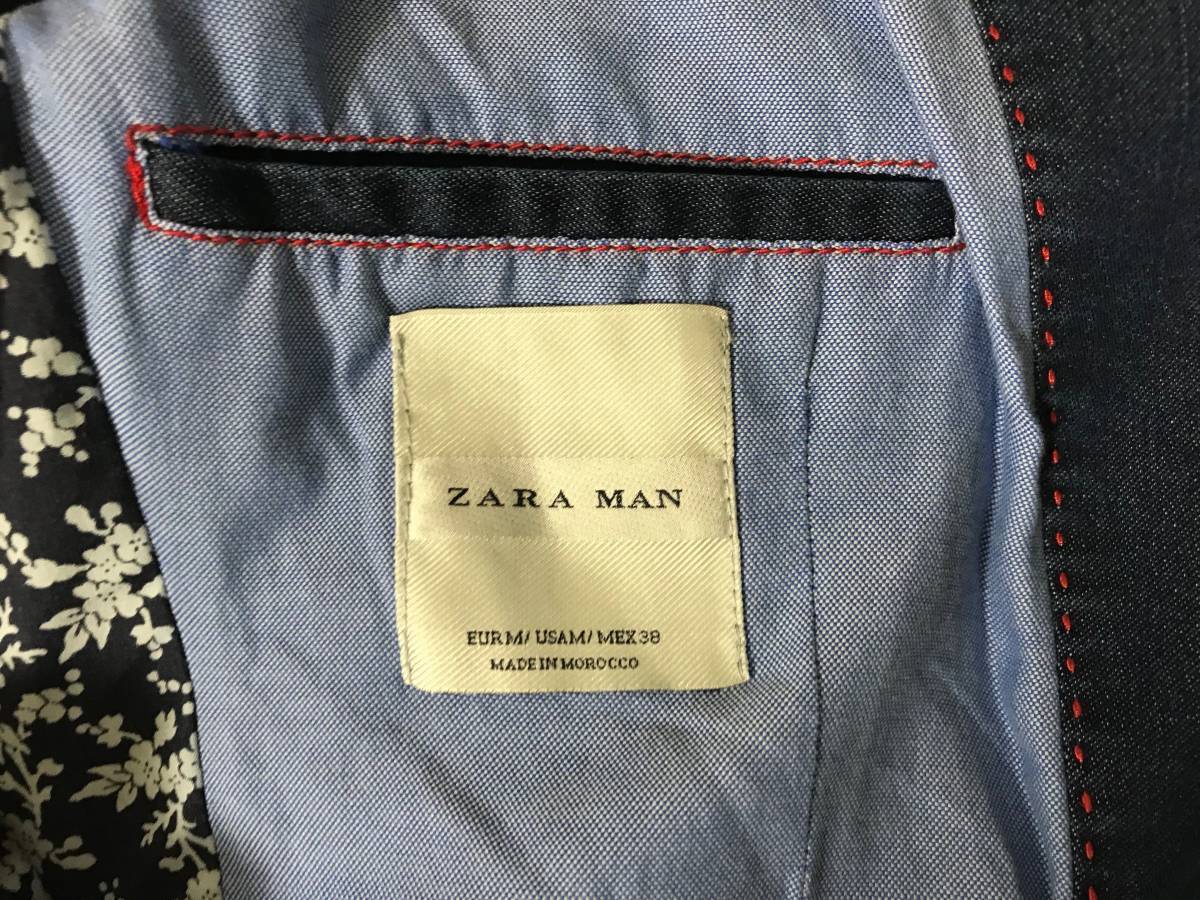 ZARA MAN
EUR M/ USA M/ MEX 38
MADE IN MOROCCO